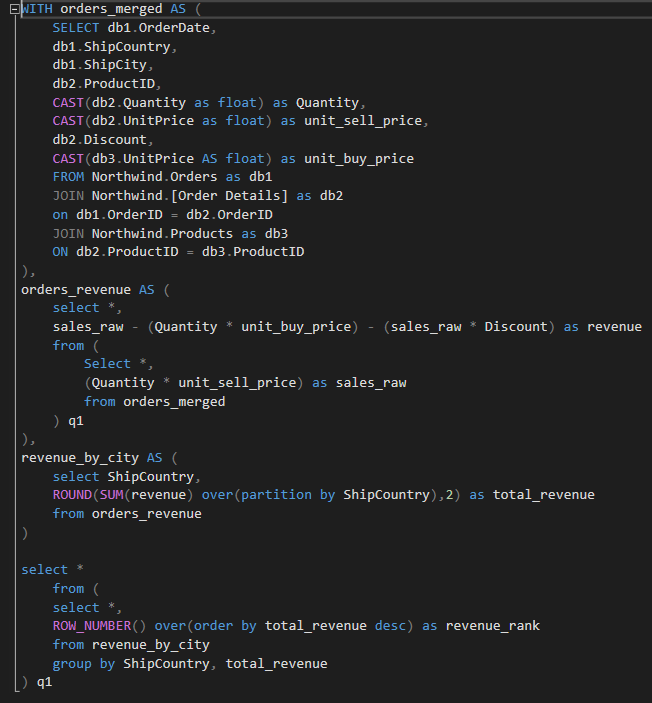 WITH orders_merged AS (
SELECT db1.OrderDate,
db1.ShipCountry,
db1.ShipCity,
db2.ProductID,
CAST(db2.Quantity as float) as Quantity,
CAST(db2.UnitPrice as float) as unit_sell_price,
db2.Discount,
CAST(db3.UnitPrice AS float) as unit_buy_price
FROM Northwind.Orders as db1
JOIN Northwind.[Order Details] as db2
on db1.OrderID = db2.OrderID
JOIN Northwind.Products as db3
ON db2.ProductID = db3.ProductID
),
orders_revenue AS (
select *,
sales_raw - (Quantity * unit_buy_price) - (sales_raw * Discount) as revenue
from (
Select *,
(Quantity * unit_sell_price) as sales_raw
from orders_merged
) q1
),
revenue_by_city AS (
select ShipCountry,
ROUND(SUM(revenue) over(partition by ShipCountry),2) as total_revenue
from orders_revenue
)
select *
from (
select *,
ROW_NUMBER() over(order by total_revenue desc) as revenue_rank
from revenue_by_city
group by ShipCountry, total_revenue
) q1